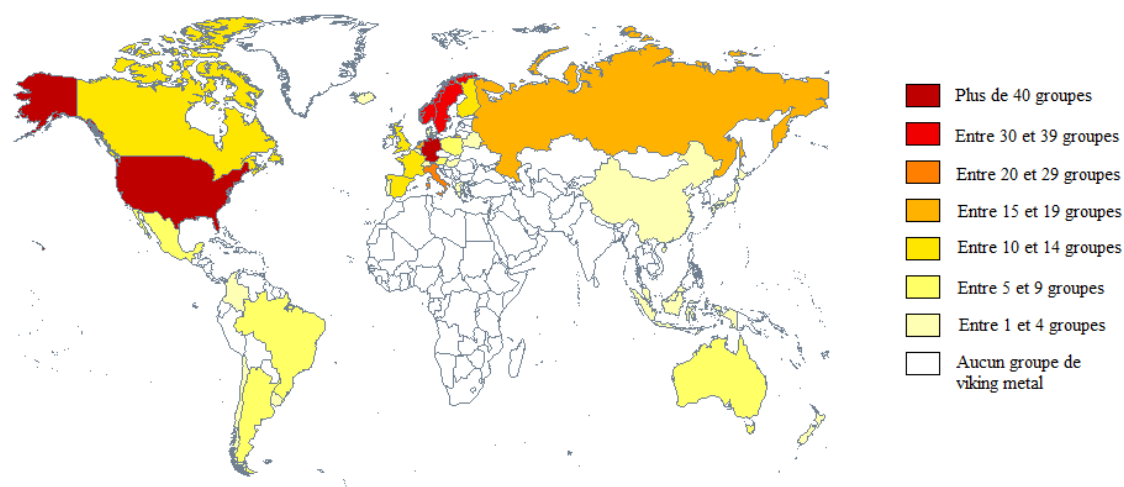 Plus de 40 groupes
Entre 30 et 39 groupes
Entre 20 et 29 groupes
Entre 15 et 19 groupes
Entre 10 et 14 groupes
Entre 5 et 9 groupes
Entre 1 et 4 groupes
Aucun groupe de
viking metal